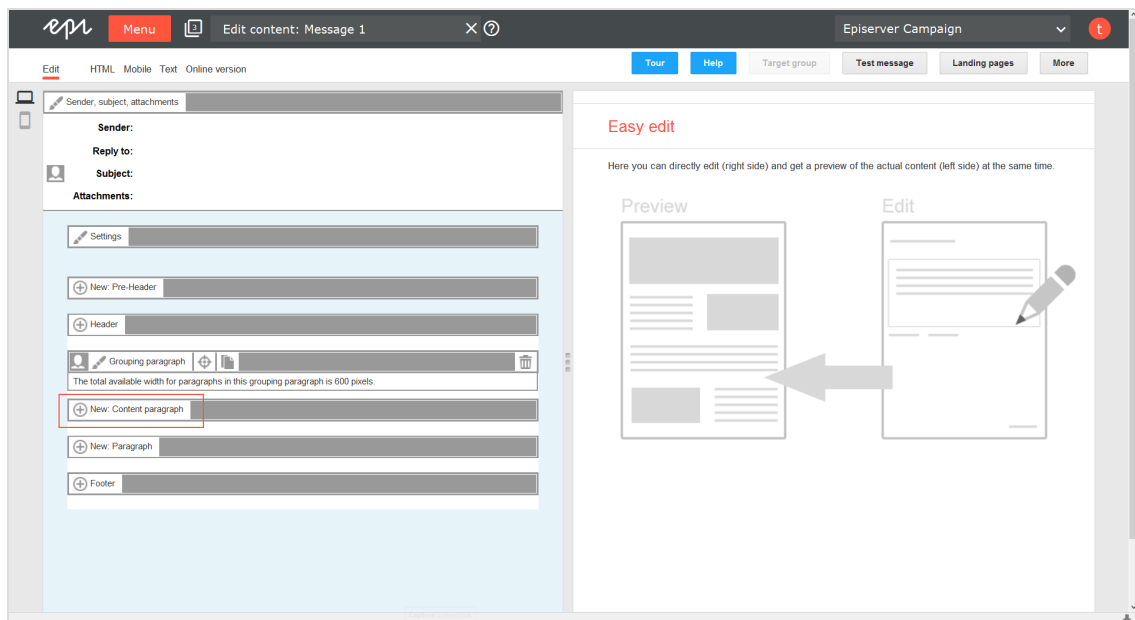 epi Menu 3 Edit content: Message 1 Episerver Campaign t
Edit HTML Mobile Text Online version Tour Help Target group Test message Landing pages More
Sender, subject, attachments
Sender:
Reply to:
Subject:
Attachments:
Settings
New: Pre-Header
Header
Grouping paragraph
The total available width for paragraphs in this grouping paragraph is 600 pixels.
New: Content paragraph
New: Paragraph
Footer
Easy edit
Here you can directly edit (right side) and get a preview of the actual content (left side) at the same time.
Preview Edit